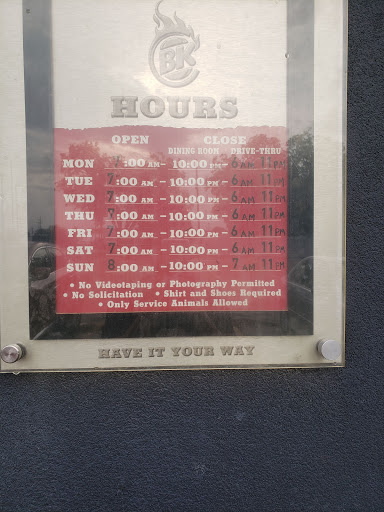 BK
HOURS
OPEN CLOSE
DINING ROOM DRIVE-THRU
MON 7:00 AM - 10:00 PM - 6 AM 11 PM
TUE 7:00 AM - 10:00 PM - 6 AM 11 PM
WED 7:00 AM - 10:00 PM - 6 AM 11 PM
THU 7:00 AM - 10:00 PM - 6 AM 11 PM
FRI 7:00 AM - 10:00 PM - 6 AM 11 PM
SAT 7:00 AM - 10:00 PM - 6 AM 11 PM
SUN 8:00 AM - 10:00 PM - 7 AM 11 PM
• No Videotaping or Photography Permitted
• No Solicitation • Shirt and Shoes Required
• Only Service Animals Allowed
HAVE IT YOUR WAY